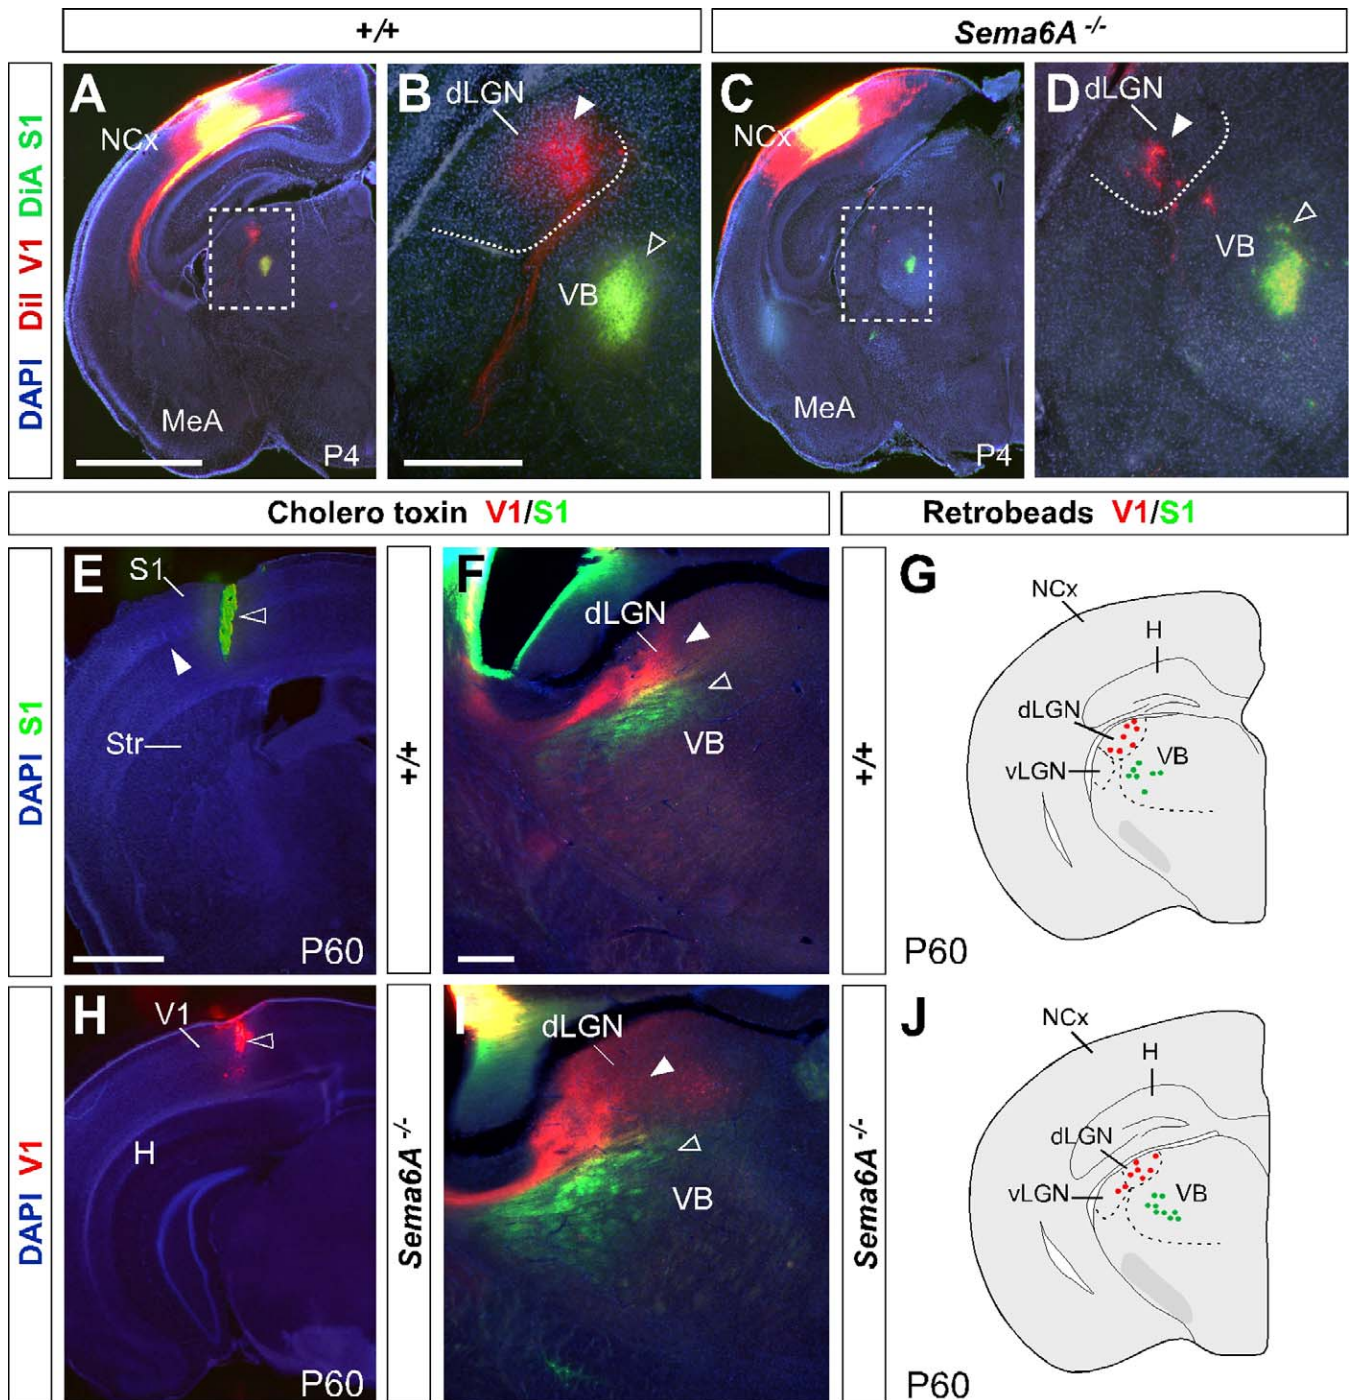 +/+
Sema6A -/-
DAPI DiI V1 DiA S1
A
NCx
MeA
P4
B
dLGN
VB
C
NCx
MeA
D
dLGN
VB
Cholero toxin V1/S1
Retrobeads V1/S1
DAPI S1
E
S1
Str
P60
+/+
F
dLGN
VB
+/+
G
NCx
H
dLGN
vLGN
VB
P60
DAPI V1
H
V1
H
P60
Sema6A -/-
I
dLGN
VB
Sema6A -/-
J
NCx
H
dLGN
vLGN
VB
P60